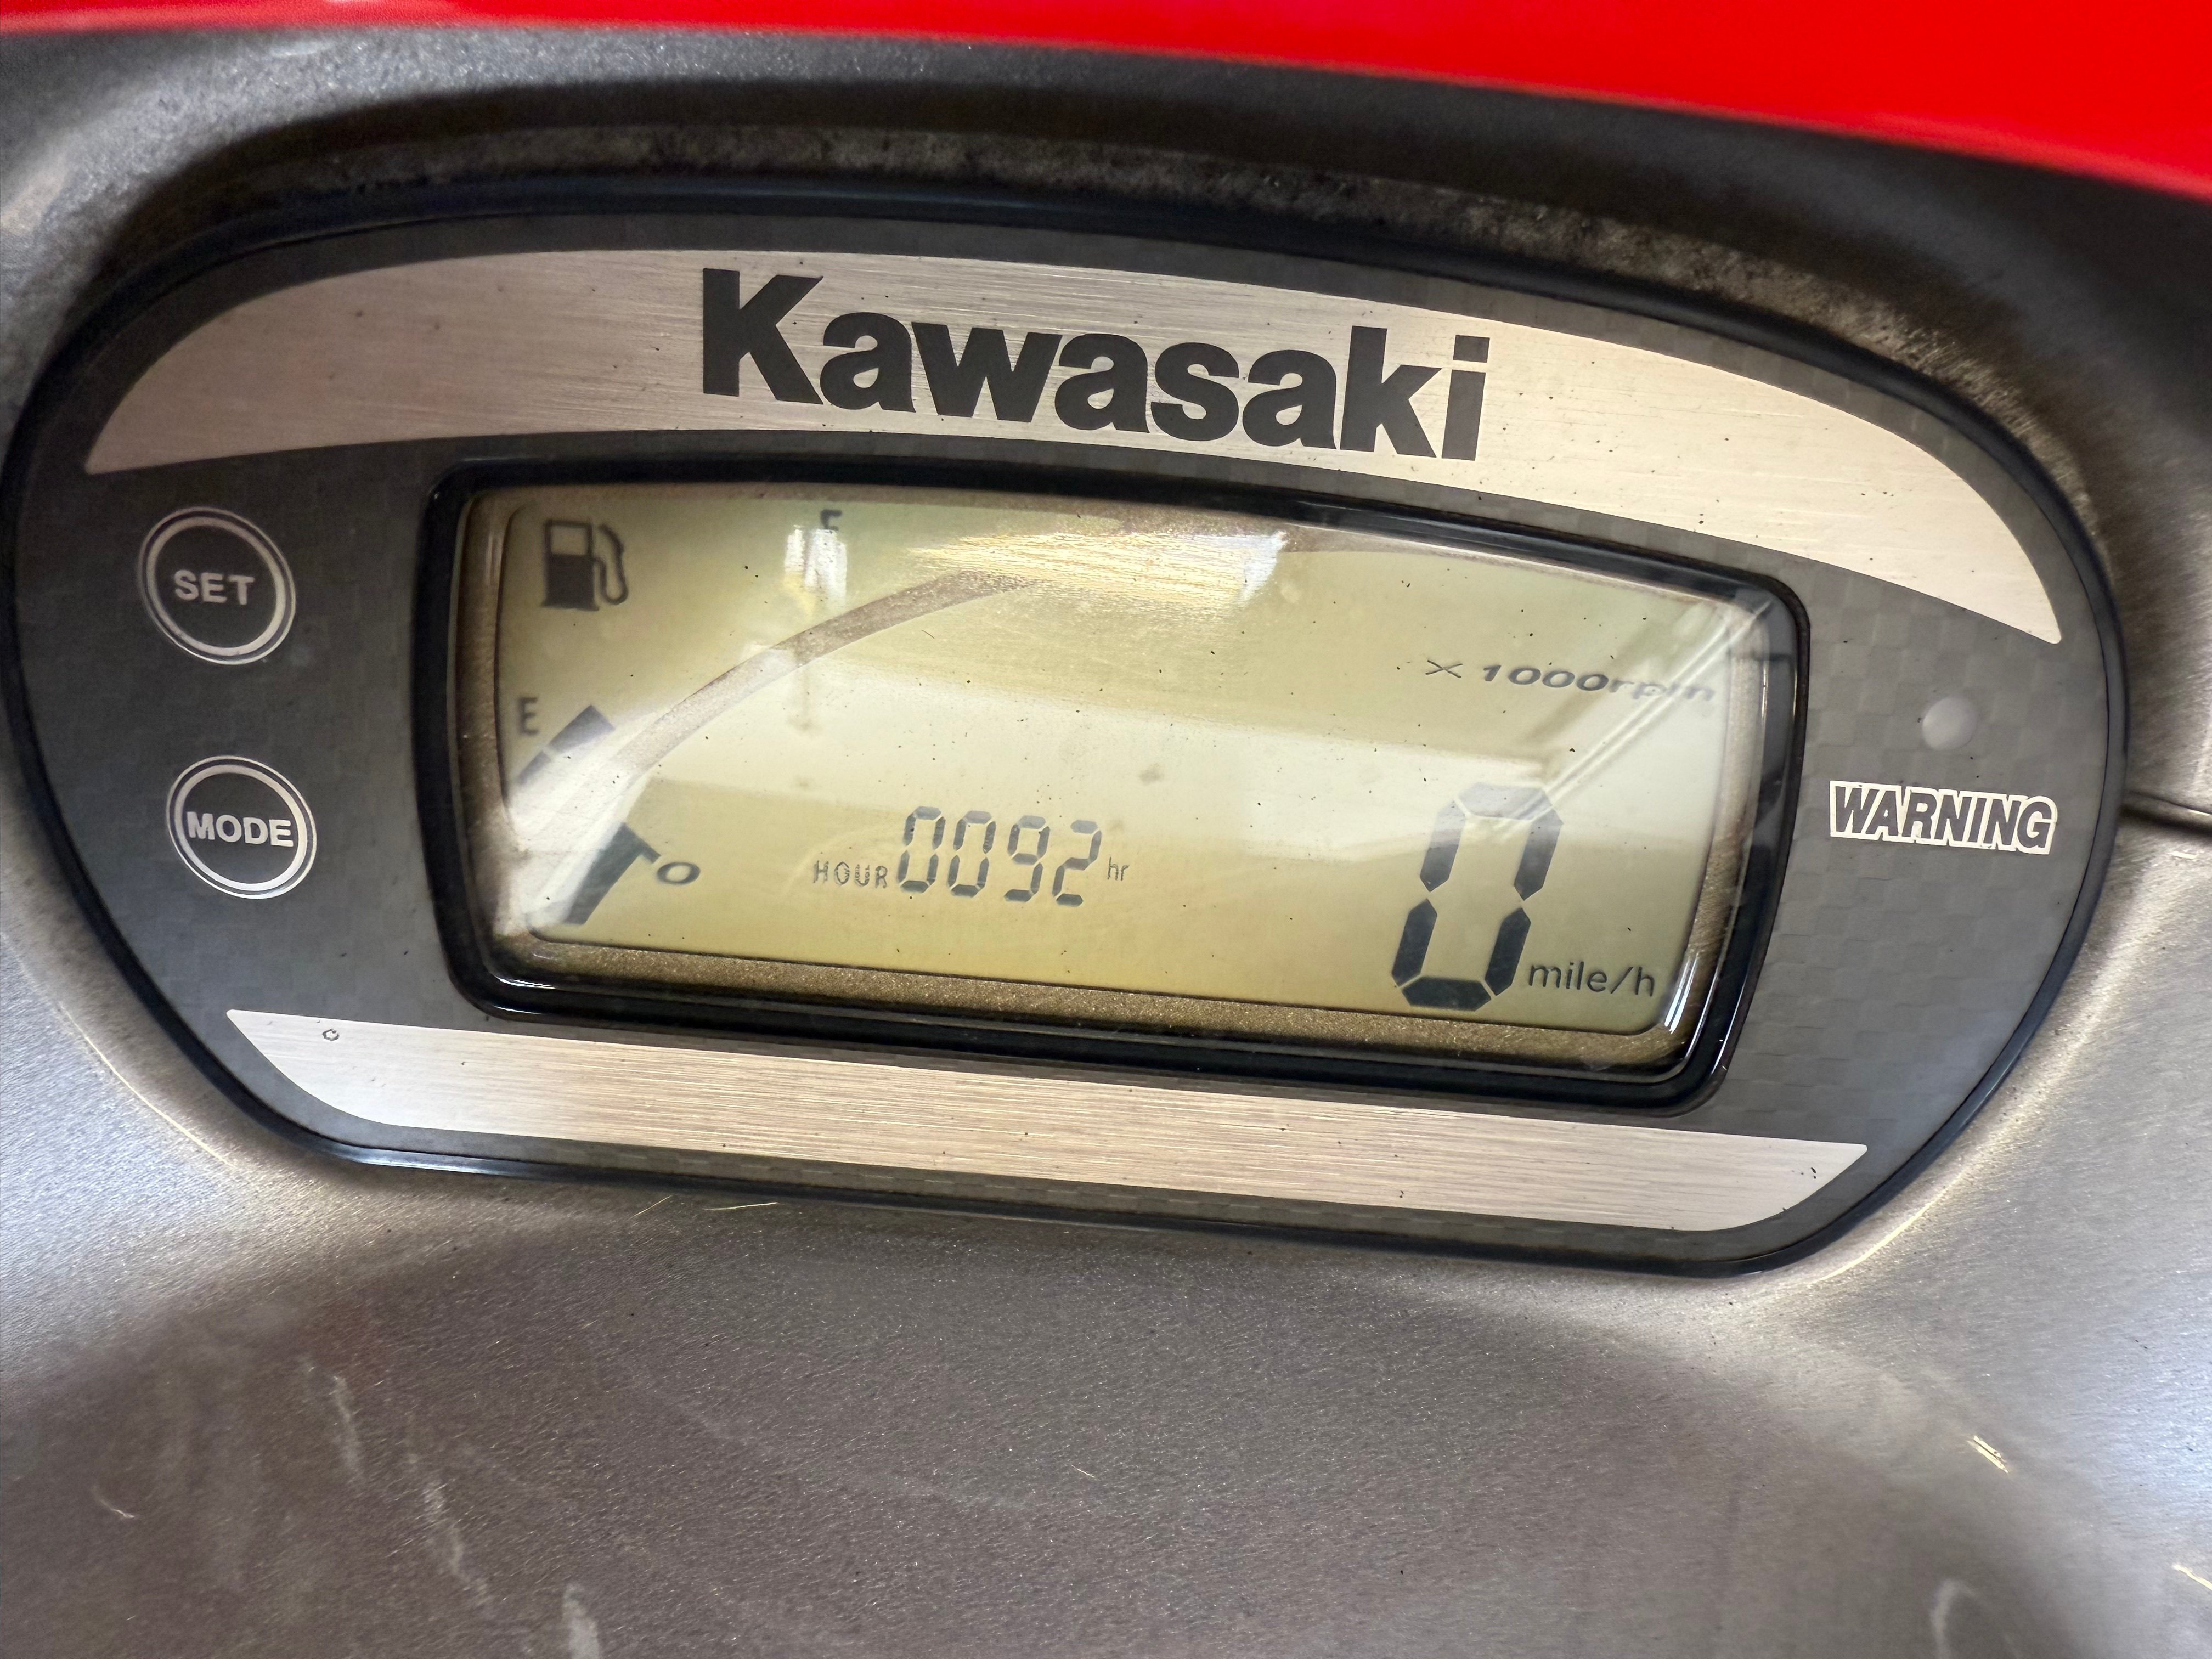 Kawasaki
SET
F
E
× 1000rpm
MODE
HOUR 0092 hr
0
0 mile/h
WARNING